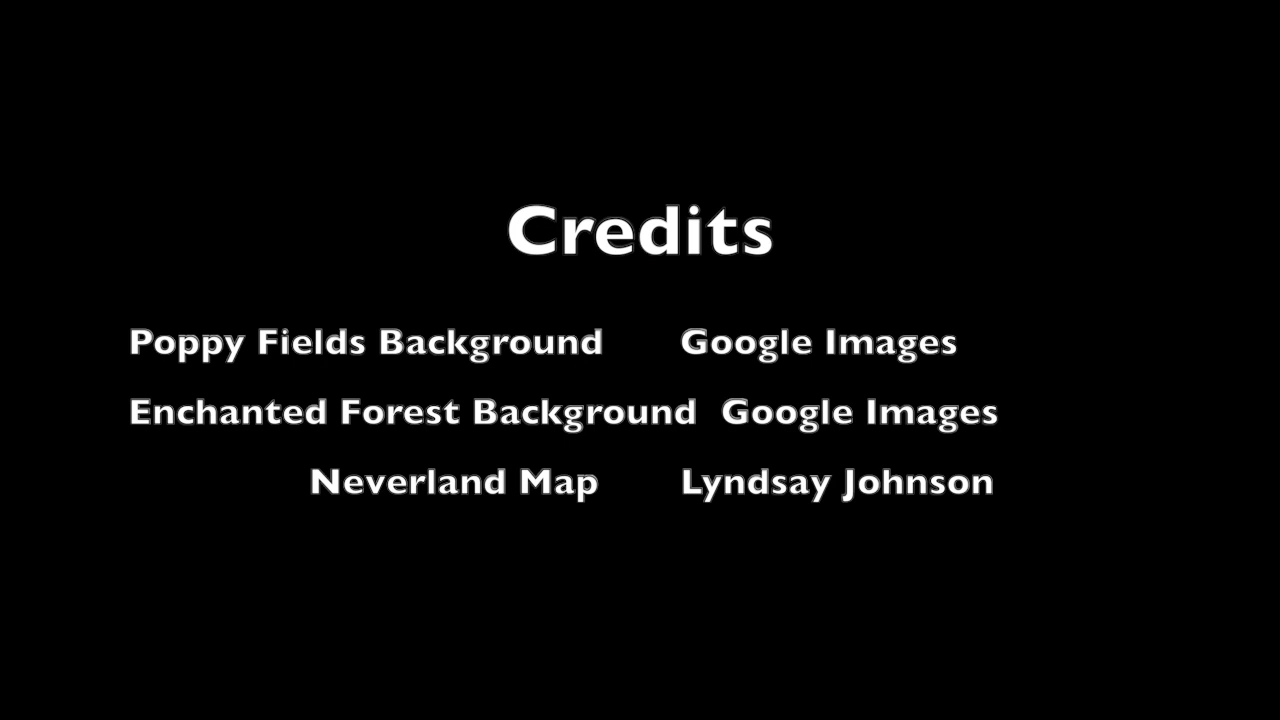 Credits
Poppy Fields Background Google Images
Enchanted Forest Background Google Images
Neverland Map Lyndsay Johnson